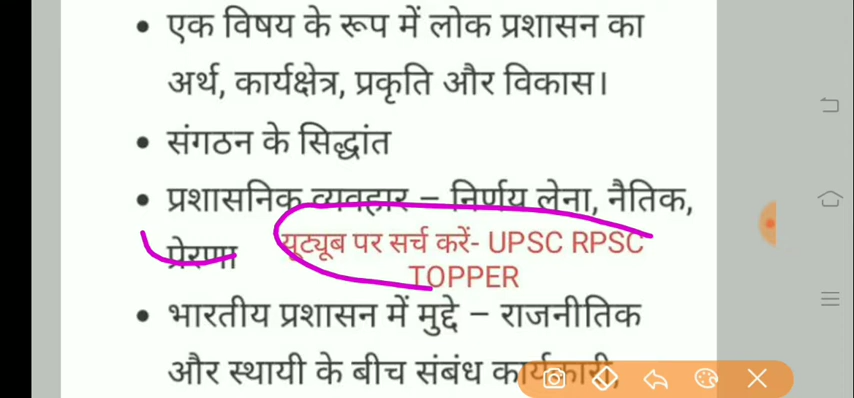 • एक विषय के रूप में लोक प्रशासन का
अर्थ, कार्यक्षेत्र, प्रकृति और विकास।
• संगठन के सिद्धांत
• प्रशासनिक व्यवहार – निर्णय लेना, नैतिक,
प्रेरणा
यूट्यूब पर सर्च करें- UPSC RPSC
TOPPER
• भारतीय प्रशासन में मुद्दे – राजनीतिक
और स्थायी के बीच संबंध कार्यकारी,